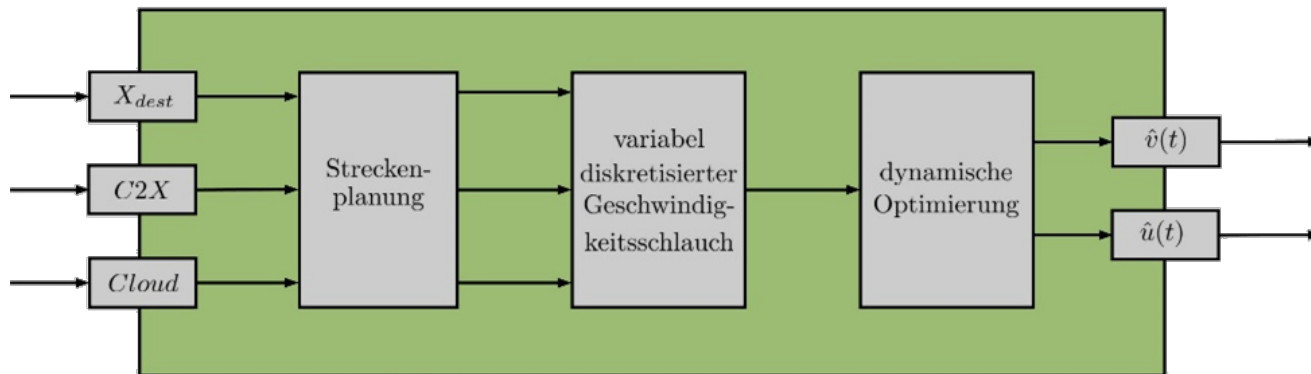 X_dest
C2X
Cloud
Strecken-
planung
variabel
diskretisierter
Geschwindig-
keitsschlauch
dynamische
Optimierung
v̂(t)
û(t)